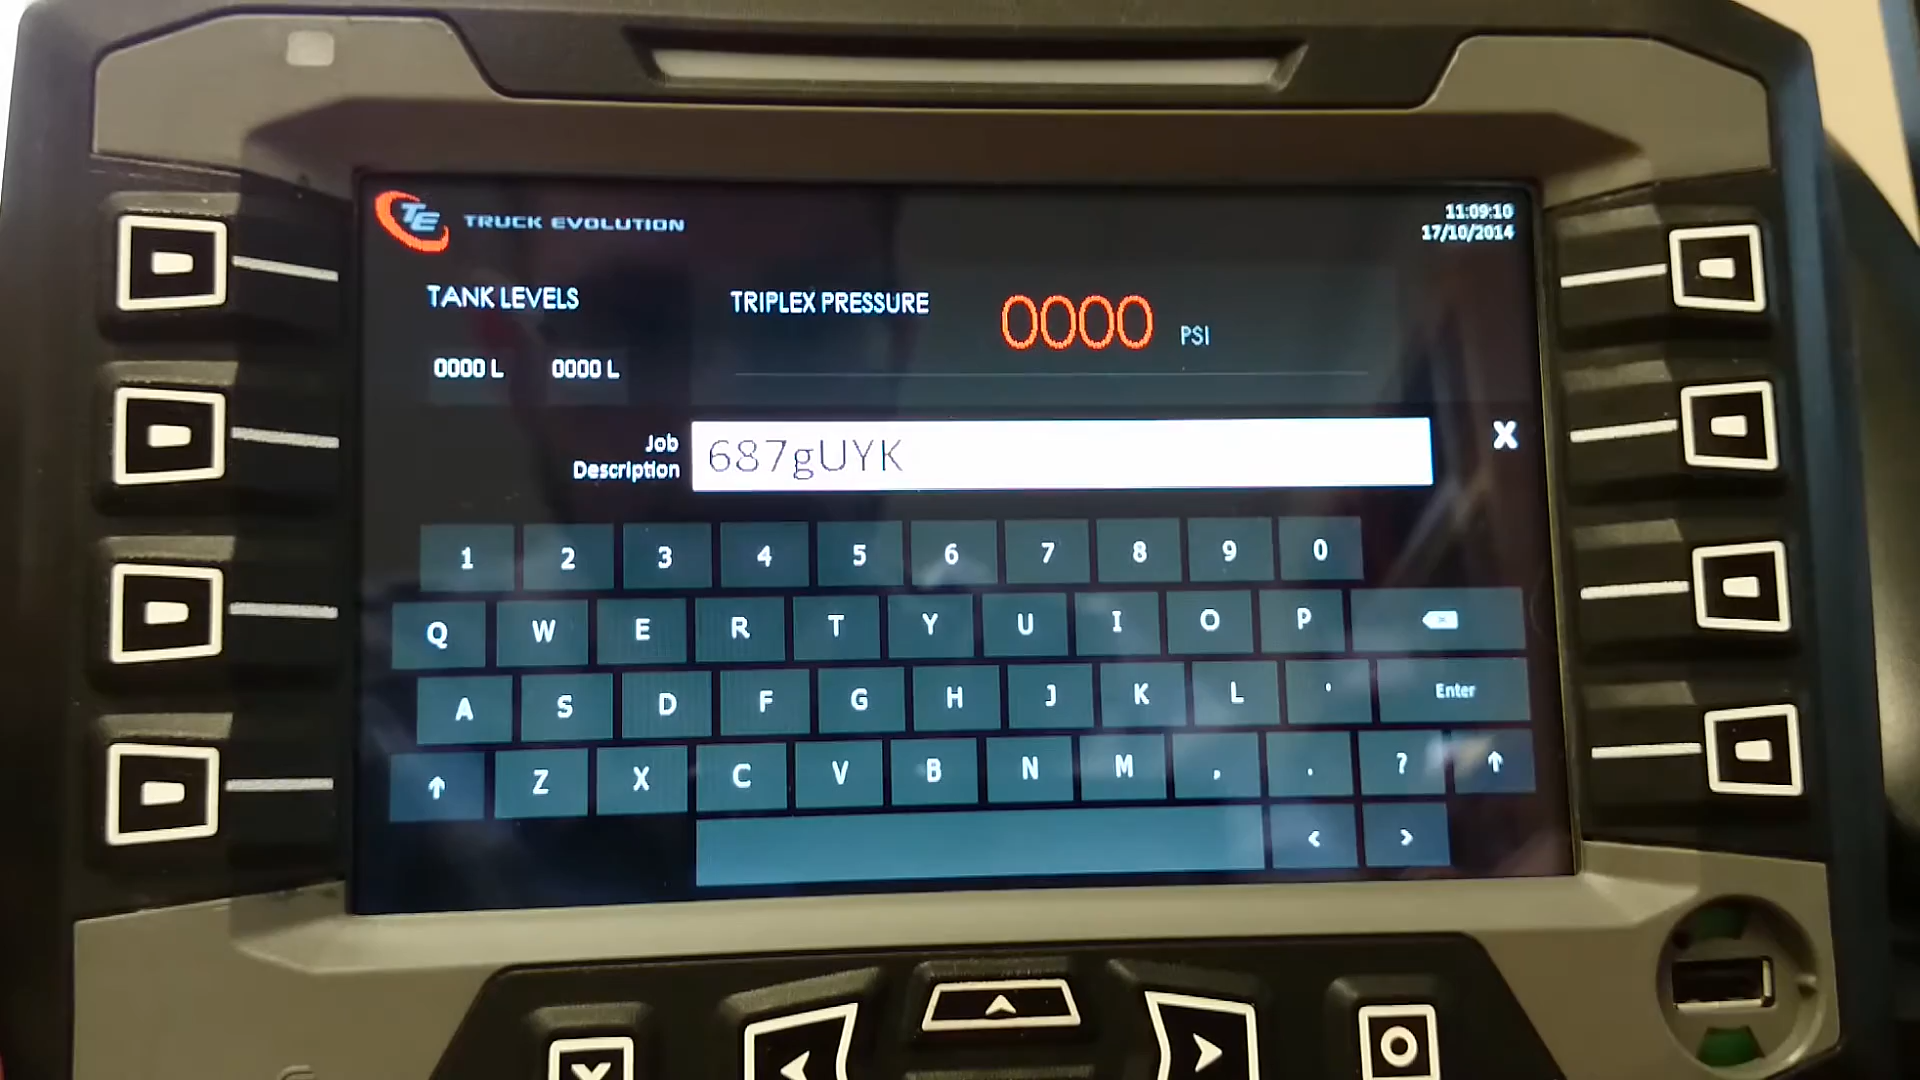 TE TRUCK EVOLUTION
11:09:10
17/10/2014
TANK LEVELS
TRIPLEX PRESSURE 0000 PSI
0000 L 0000 L
Job
Description
687gUYK
X
1 2 3 4 5 6 7 8 9 0
Q W E R T Y U I O P
A S D F G H J K L ' Enter
Z X C V B N M , . ?
< >